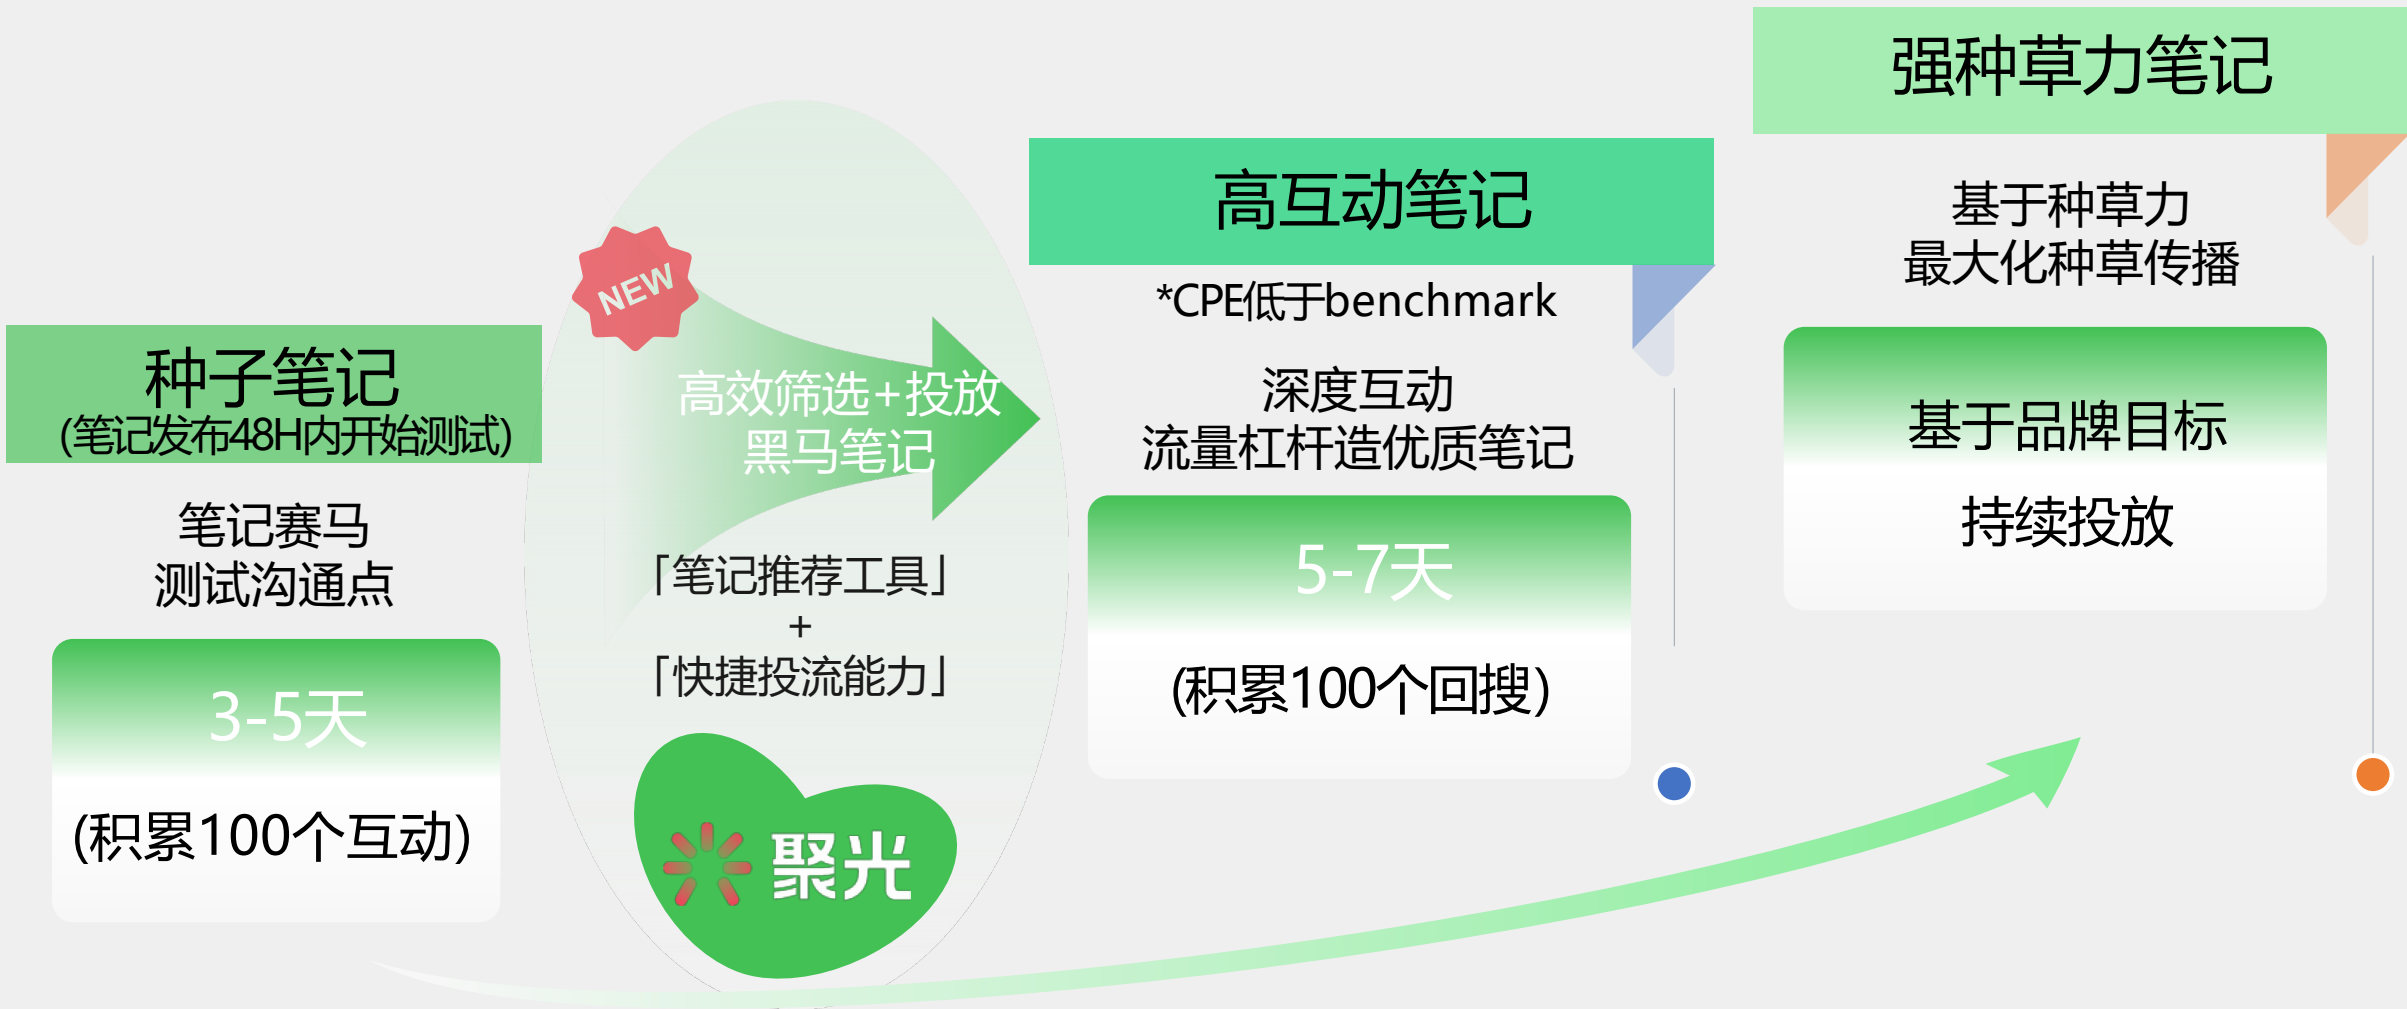 种子笔记
(笔记发布48H内开始测试)
笔记赛马
测试沟通点
3-5天
(积累100个互动)
NEW
高效筛选+投放
黑马笔记
「笔记推荐工具」
+
「快捷投流能力」
聚光
高互动笔记
*CPE低于benchmark
深度互动
流量杠杆造优质笔记
5-7天
(积累100个回搜)
强种草力笔记
基于种草力
最大化种草传播
基于品牌目标
持续投放